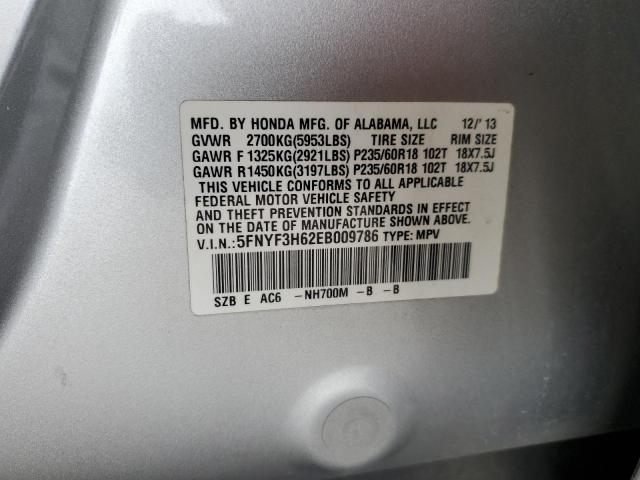 MFD. BY HONDA MFG. OF ALABAMA, LLC 12/'13
GVWR 2700KG(5953LBS) TIRE SIZE RIM SIZE
GAWR F 1325KG(2921LBS) P235/60R18 102T 18X7.5J
GAWR R1450KG(3197LBS) P235/60R18 102T 18X7.5J
THIS VEHICLE CONFORMS TO ALL APPLICABLE
FEDERAL MOTOR VEHICLE SAFETY
AND THEFT PREVENTION STANDARDS IN EFFECT
ON THE DATE OF MANUFACTURE SHOWN ABOVE.
V.I.N.:5FNYF3H62EB009786 TYPE: MPV
SZB E AC6 -NH700M -B -B